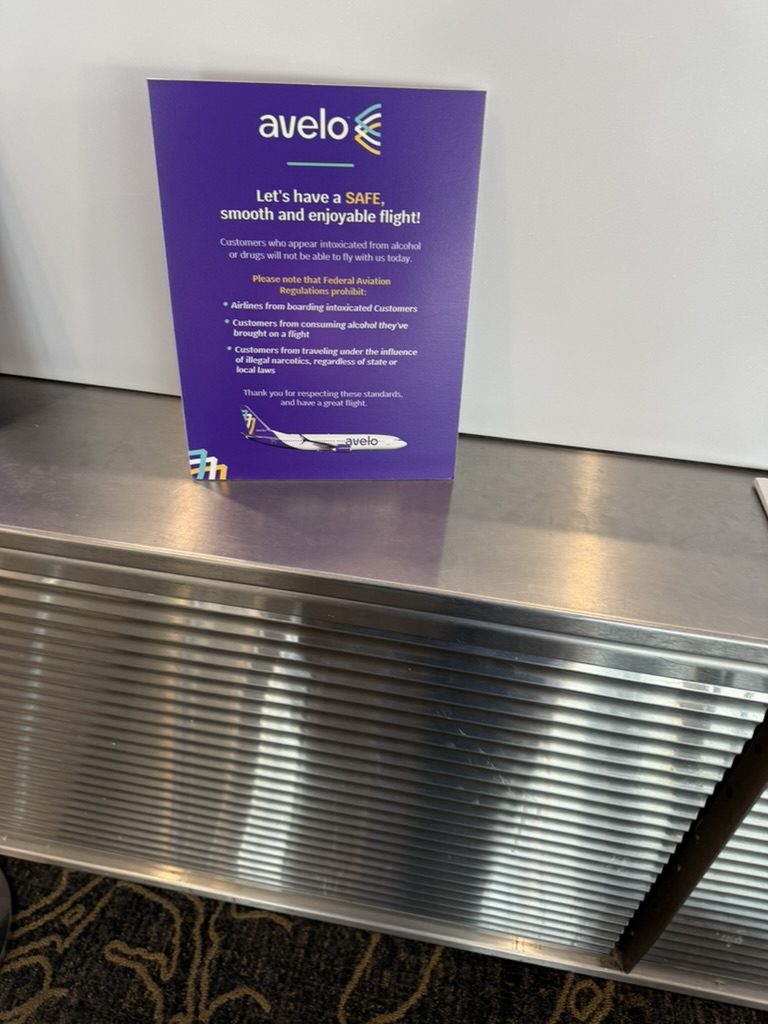 avelo
Let's have a SAFE,
smooth and enjoyable flight!
Customers who appear intoxicated from alcohol
or drugs will not be able to fly with us today.
Please note that Federal Aviation
Regulations prohibit:
* Airlines from boarding intoxicated Customers
* Customers from consuming alcohol they've
brought on a flight
* Customers from traveling under the influence
of illegal narcotics, regardless of state or
local laws
Thank you for respecting these standards,
and have a great flight.
avelo